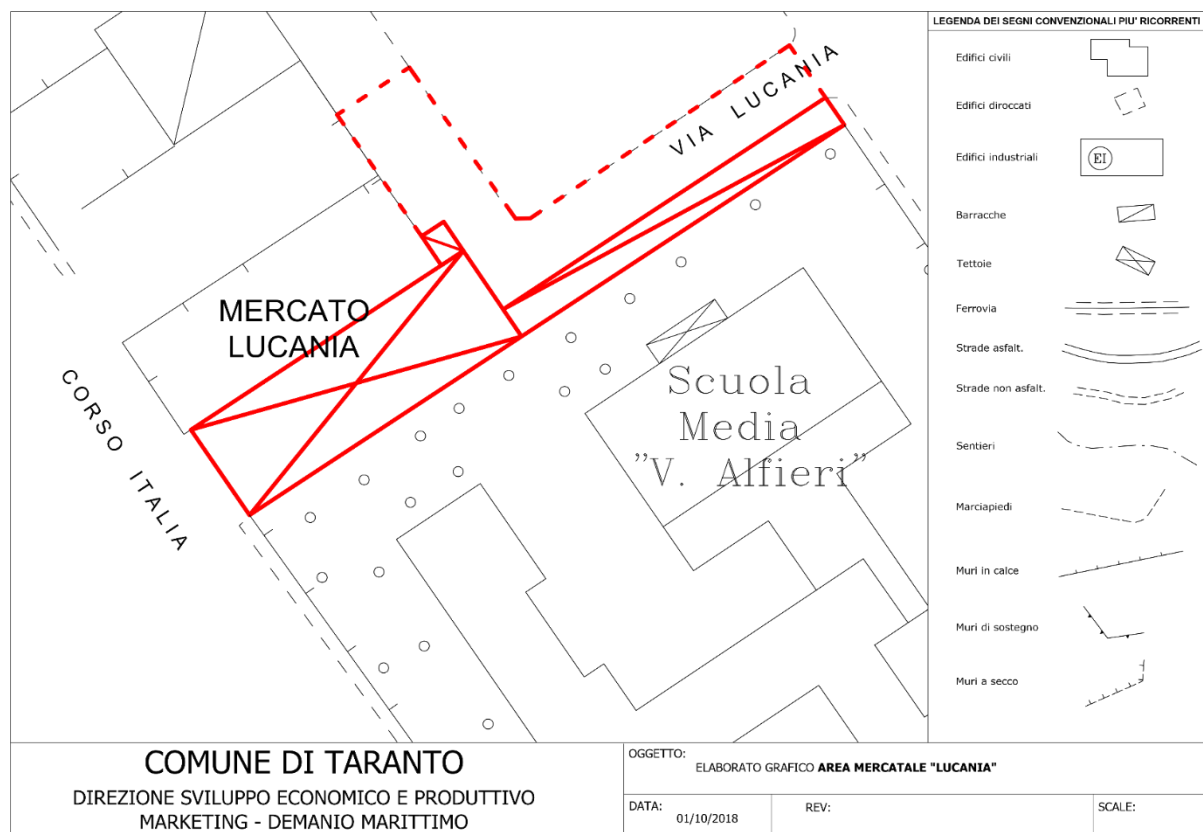 VIA LUCANIA
MERCATO
LUCANIA
CORSO ITALIA
Scuola
Media
"V. Alfieri"
LEGENDA DEI SEGNI CONVENZIONALI PIU' RICORRENTI
Edifici civili
Edifici diroccati
Edifici industriali
EI
Barracche
Tettoie
Ferrovia
Strade asfalt.
Strade non asfalt.
Sentieri
Marciapiedi
Muri in calce
Muri di sostegno
Muri a secco
COMUNE DI TARANTO
DIREZIONE SVILUPPO ECONOMICO E PRODUTTIVO
MARKETING - DEMANIO MARITTIMO
OGGETTO:
ELABORATO GRAFICO AREA MERCATALE "LUCANIA"
DATA:
01/10/2018
REV:
SCALE: